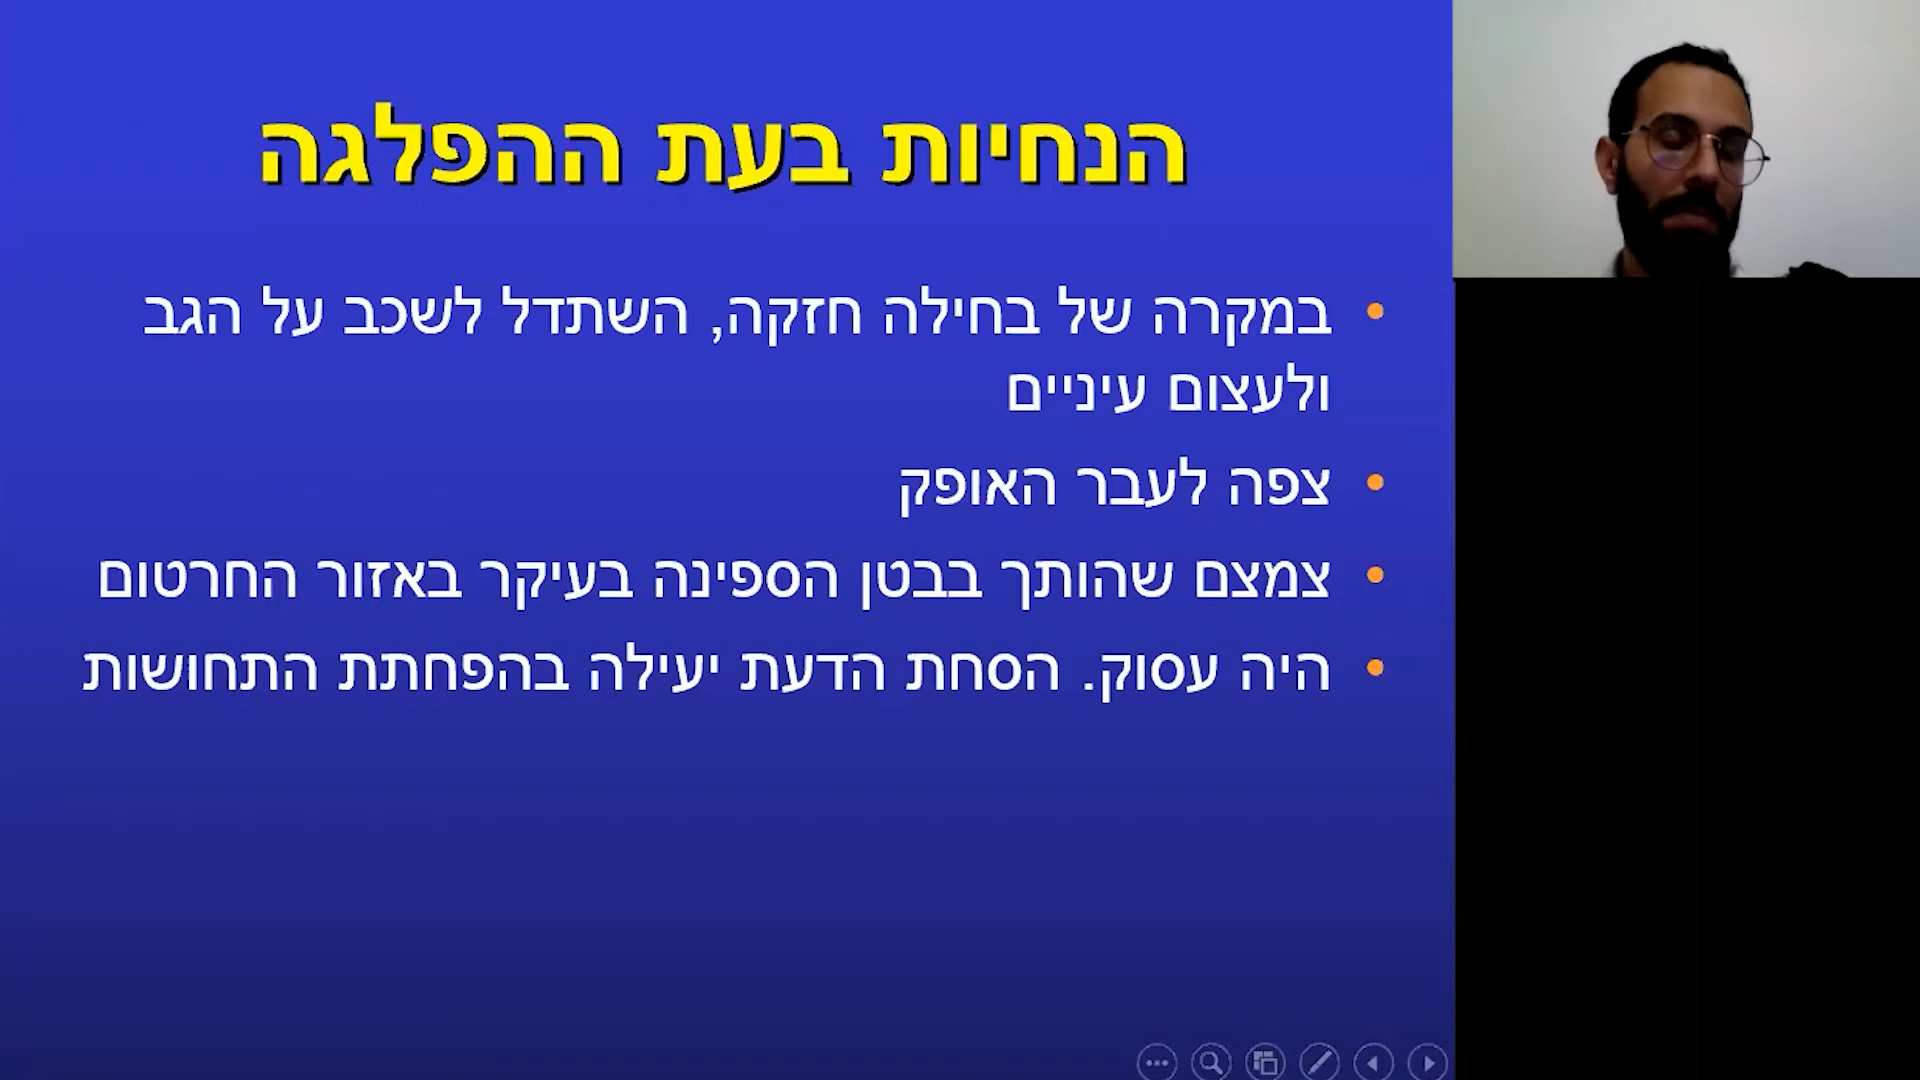 הנחיות בעת ההפלגה
במקרה של בחילה חזקה, השתדל לשכב על הגב
ולעצום עיניים
צפה לעבר האופק
צמצם שהותך בבטן הספינה בעיקר באזור החרטום
היה עסוק. הסחת הדעת יעילה בהפחתת התחושות